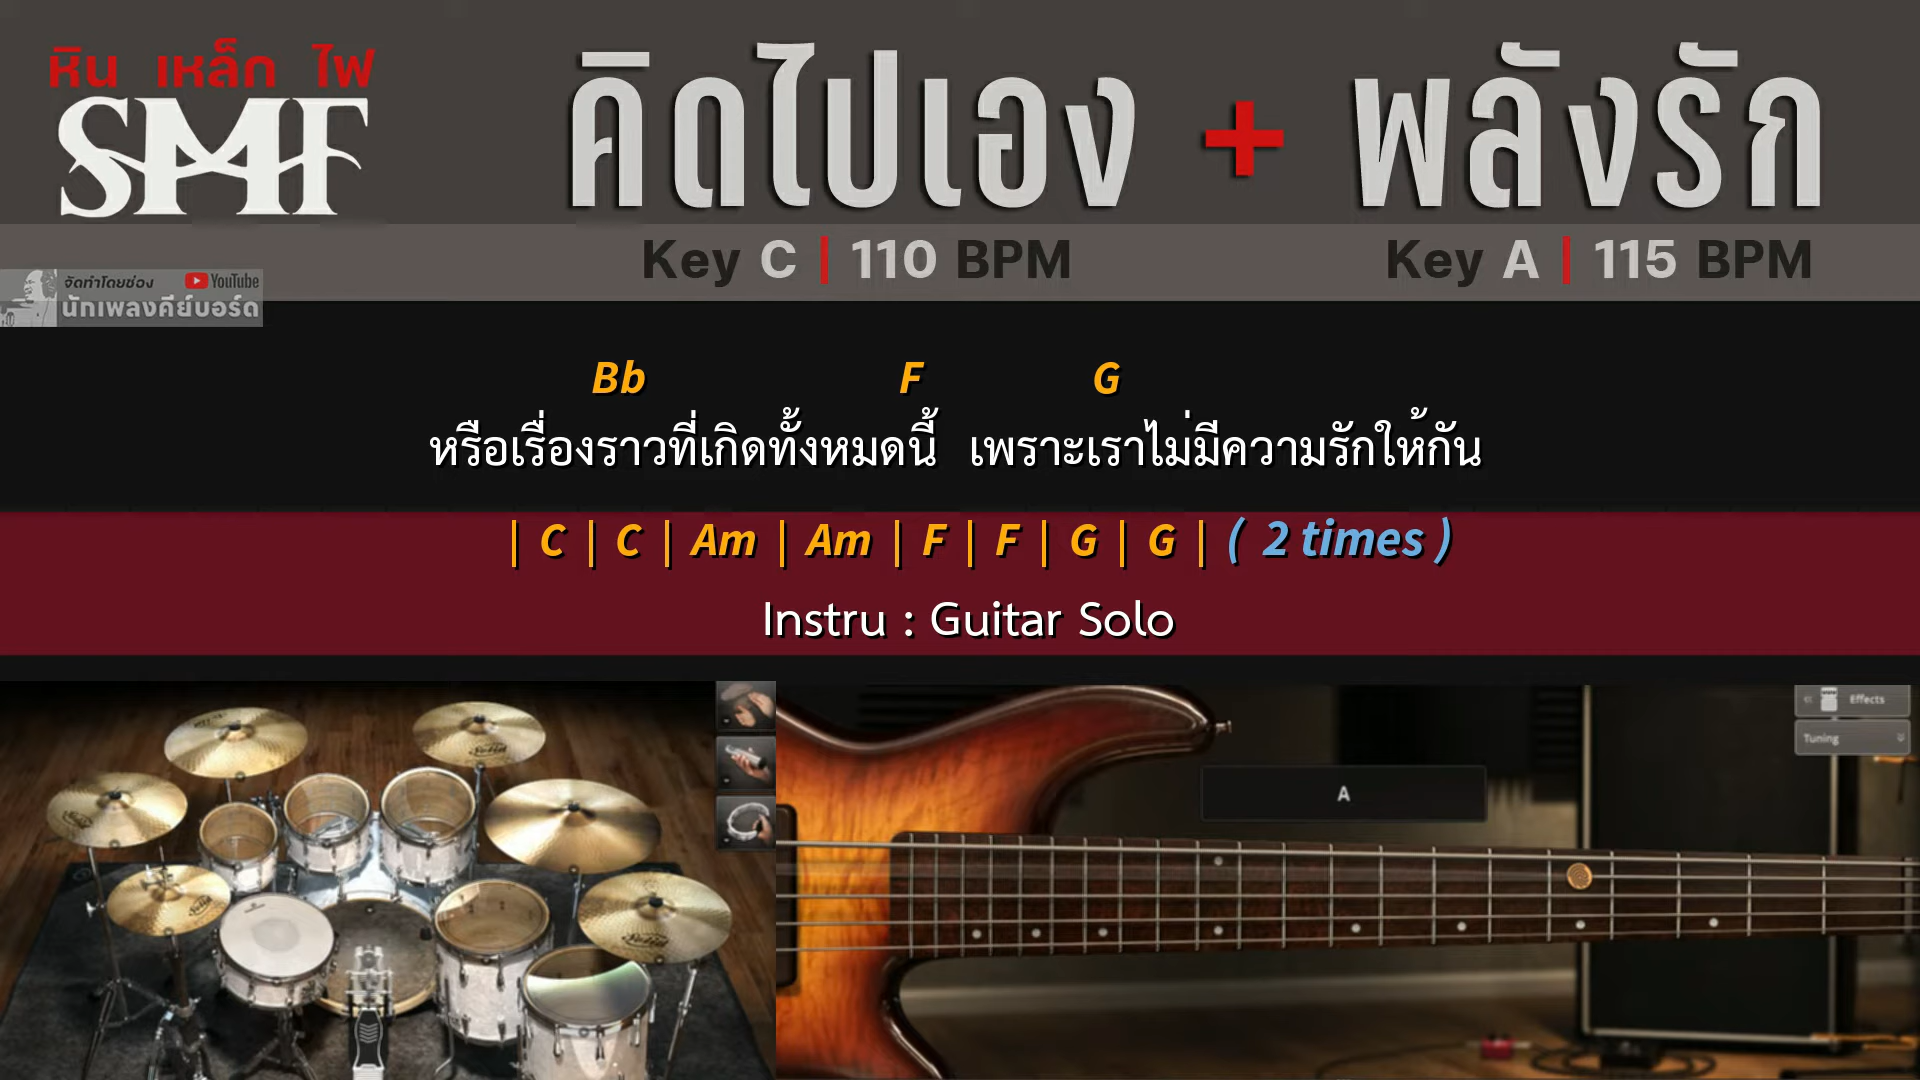 หิน เหล็ก ไฟ
SMF
คิดไปเอง + พลังรัก
Key C | 110 BPM
Key A | 115 BPM
จัดทำโดยช่อง YouTube
นักเพลงคีย์บอร์ด
Bb F G
หรือเรื่องราวที่เกิดทั้งหมดนี้ เพราะเราไม่มีความรักให้กัน
| C | C | Am | Am | F | F | G | G | ( 2 times )
Instru : Guitar Solo
Effects
Tuning
A